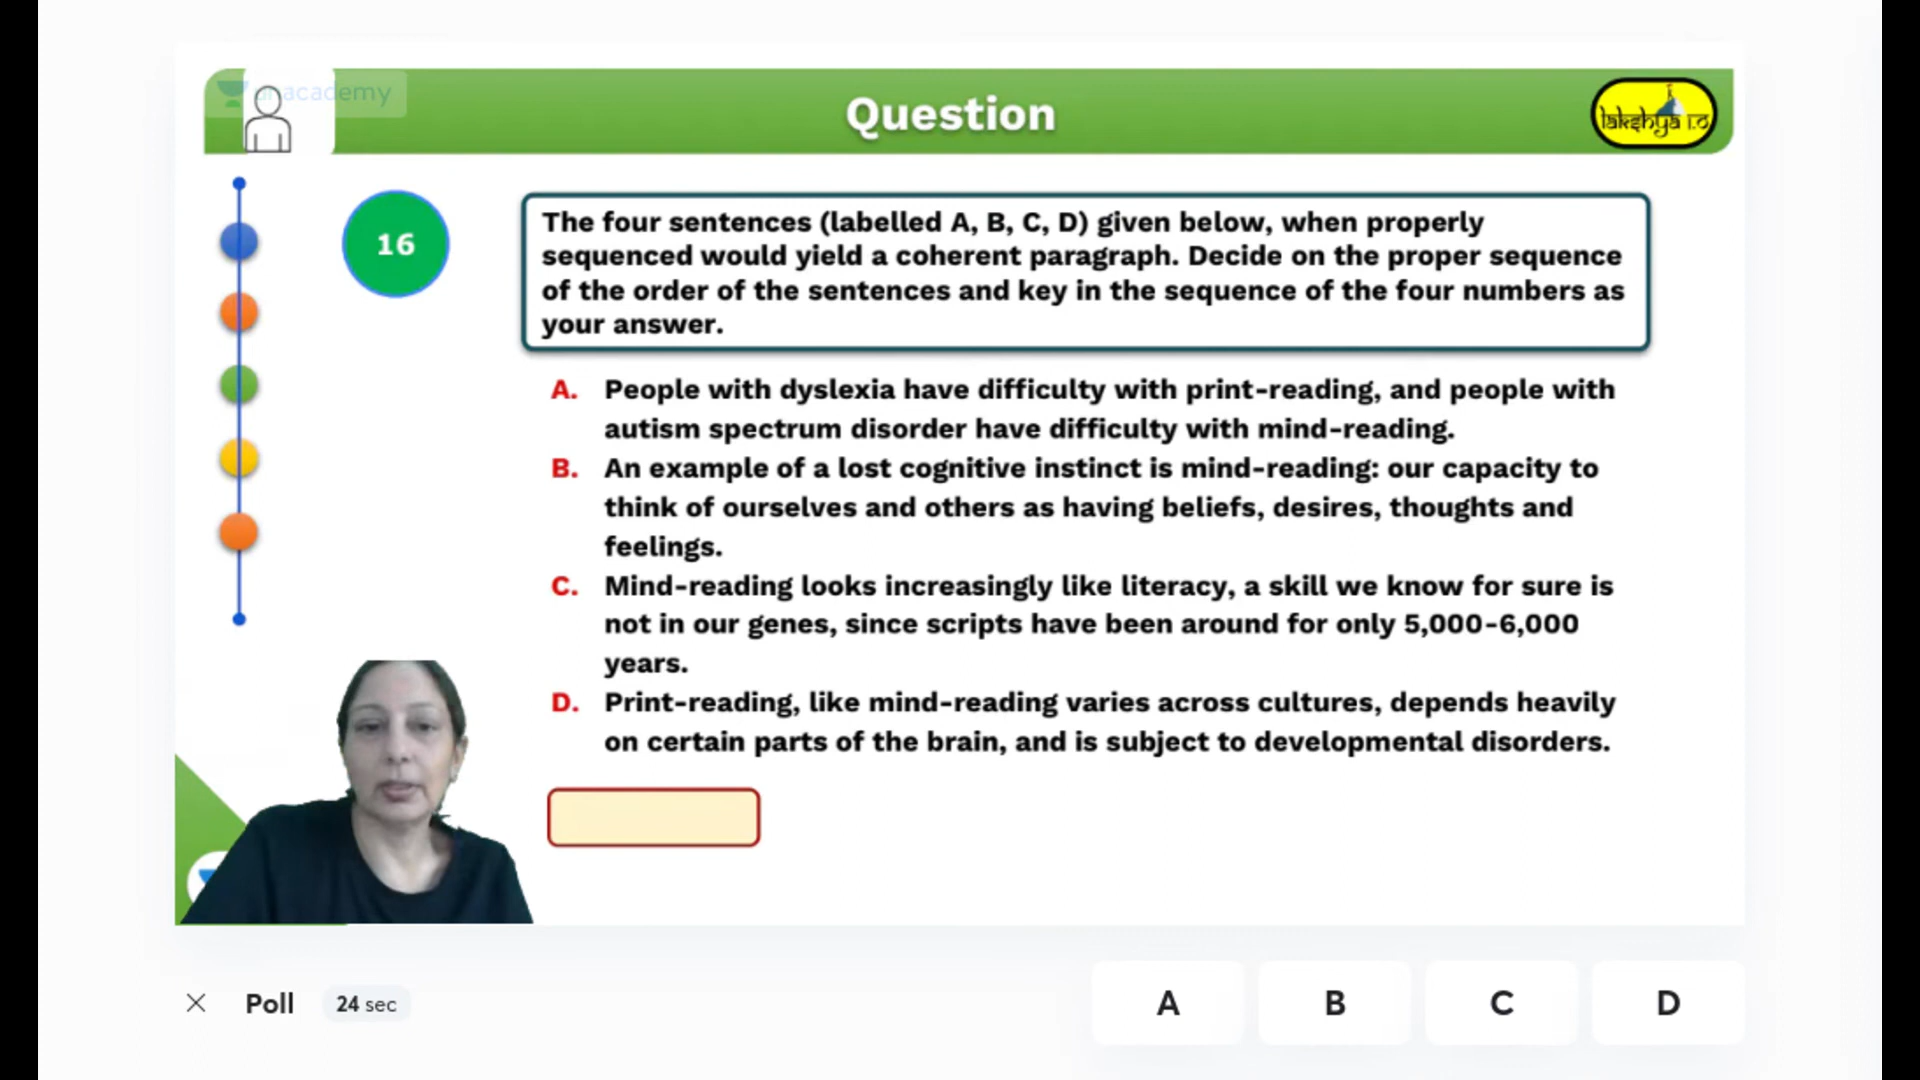 unacademy
Question
lakshya 1.0
16
The four sentences (labelled A, B, C, D) given below, when properly
sequenced would yield a coherent paragraph. Decide on the proper sequence
of the order of the sentences and key in the sequence of the four numbers as
your answer.
A. People with dyslexia have difficulty with print-reading, and people with
autism spectrum disorder have difficulty with mind-reading.
B. An example of a lost cognitive instinct is mind-reading: our capacity to
think of ourselves and others as having beliefs, desires, thoughts and
feelings.
C. Mind-reading looks increasingly like literacy, a skill we know for sure is
not in our genes, since scripts have been around for only 5,000-6,000
years.
D. Print-reading, like mind-reading varies across cultures, depends heavily
on certain parts of the brain, and is subject to developmental disorders.
Poll 24 sec A B C D